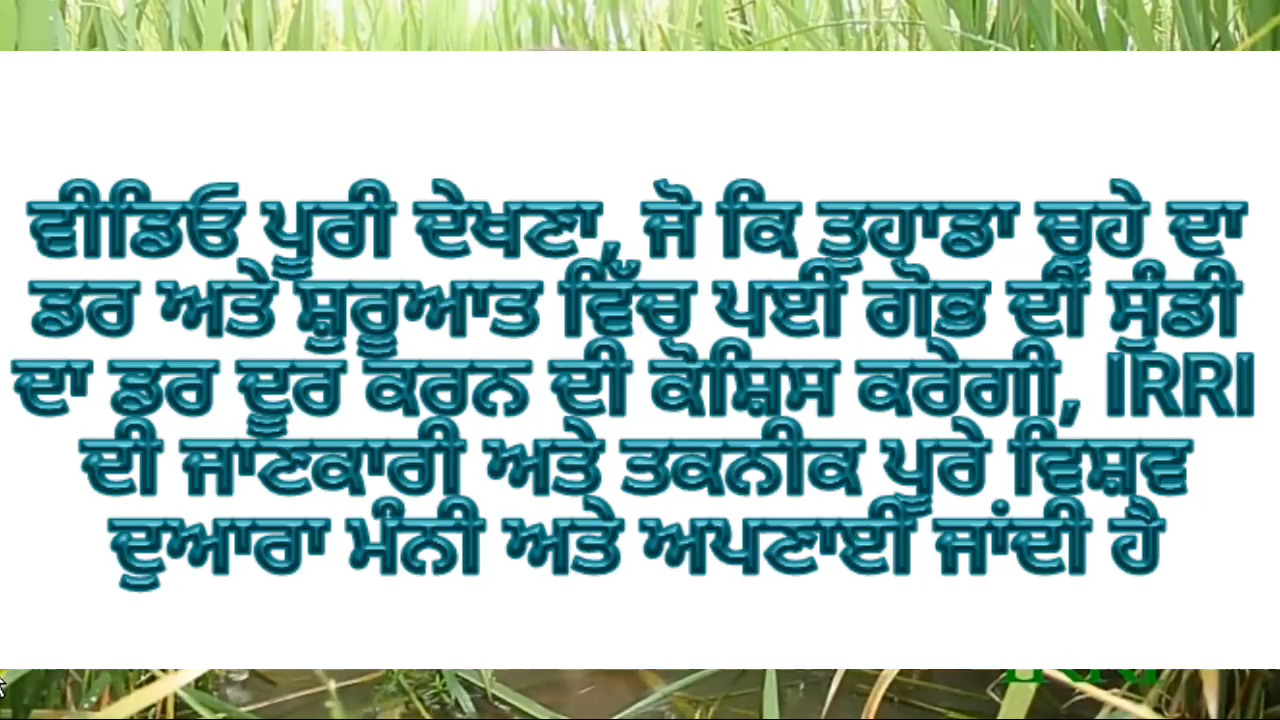 ਵੀਡਿਓ ਪੂਰੀ ਦੇਖਣਾ, ਜੋ ਕਿ ਤੁਹਾਡਾ ਚੂਹੇ ਦਾ
ਡਰ ਅਤੇ ਸ਼ੁਰੂਆਤ ਵਿੱਚ ਪਈ ਗੋਭ ਦੀ ਸੁੰਡੀ
ਦਾ ਡਰ ਦੂਰ ਕਰਨ ਦੀ ਕੋਸ਼ਿਸ ਕਰੇਗੀ, IRRI
ਦੀ ਜਾਣਕਾਰੀ ਅਤੇ ਤਕਨੀਕ ਪੂਰੇ ਵਿਸ਼ਵ
ਦੁਆਰਾ ਮੰਨੀ ਅਤੇ ਅਪਣਾਈ ਜਾਂਦੀ ਹੈ